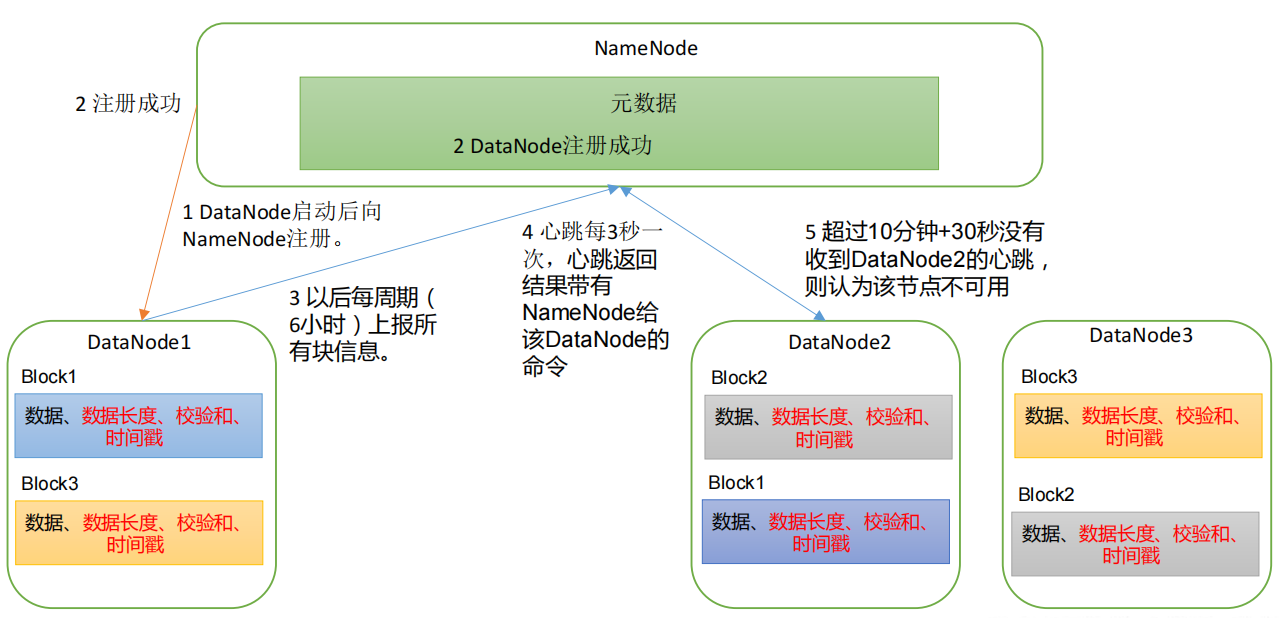 NameNode
元数据
2 DataNode注册成功
2 注册成功
1 DataNode启动后向
NameNode注册。
3 以后每周期（
6小时）上报所
有块信息。
4 心跳每3秒一
次，心跳返回
结果带有
NameNode给
该DataNode的
命令
5 超过10分钟+30秒没有
收到DataNode2的心跳，
则认为该节点不可用
DataNode1
Block1
数据、数据长度、校验和、
时间戳
Block3
数据、数据长度、校验和、
时间戳
DataNode2
Block2
数据、数据长度、校验和、
时间戳
Block1
数据、数据长度、校验和、
时间戳
DataNode3
Block3
数据、数据长度、校验和、
时间戳
Block2
数据、数据长度、校验和、
时间戳